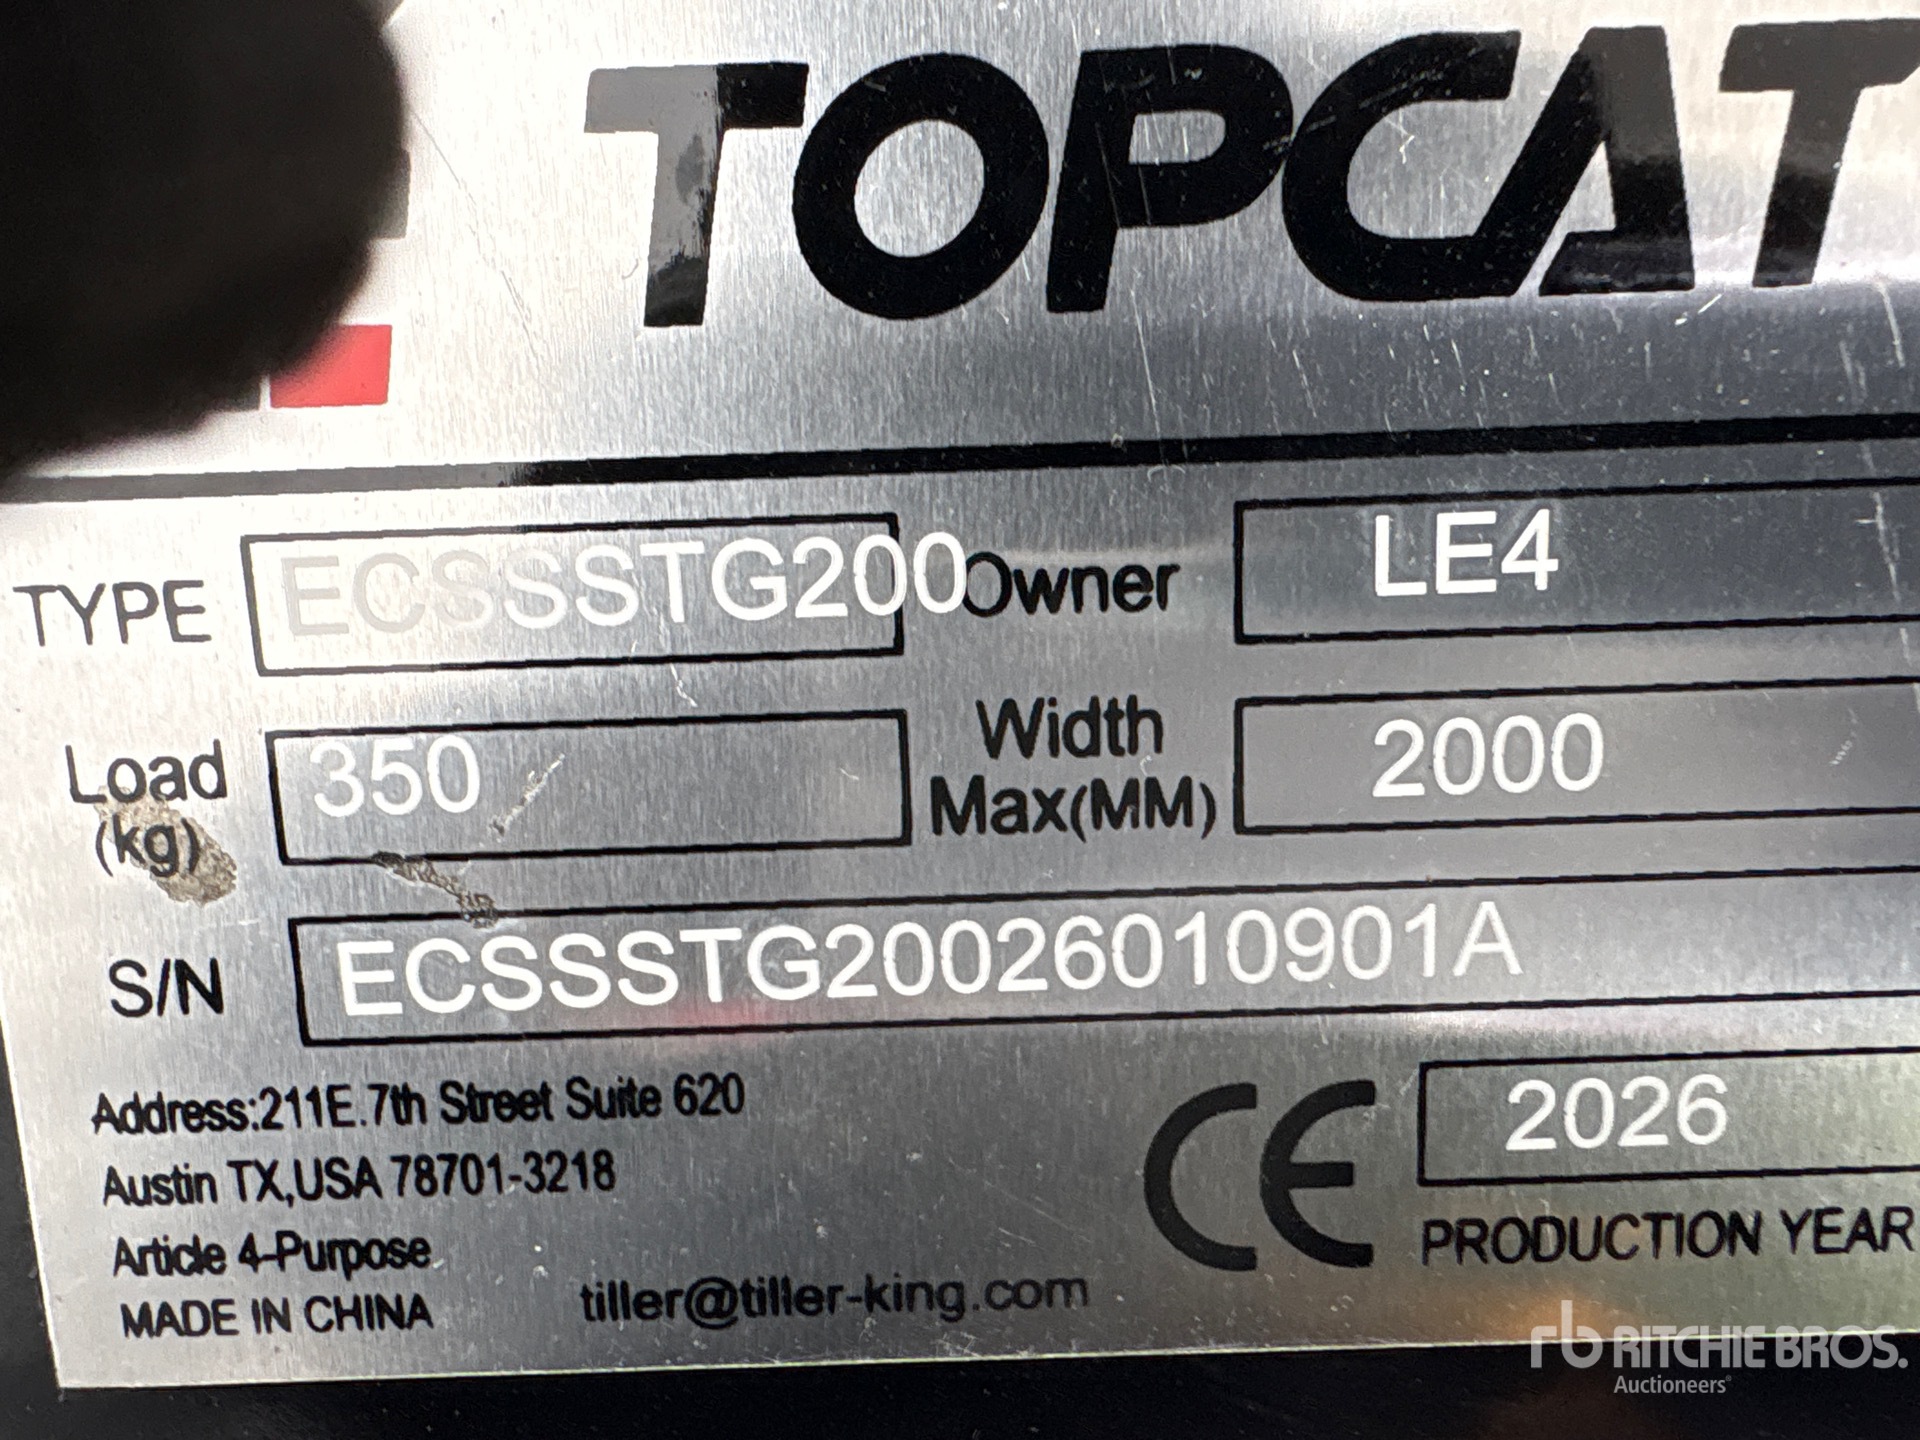 TOPCAT
TYPE ECSSSTG200 Owner LE4
Load (kg) 350 Width Max(MM) 2000
S/N ECSSSTG20026010901A
Address:211E.7th Street Suite 620
Austin TX,USA 78701-3218
Article 4-Purpose
MADE IN CHINA
tiller@tiller-king.com
CE
2026
PRODUCTION YEAR
rb RITCHIE BROS.
Auctioneers